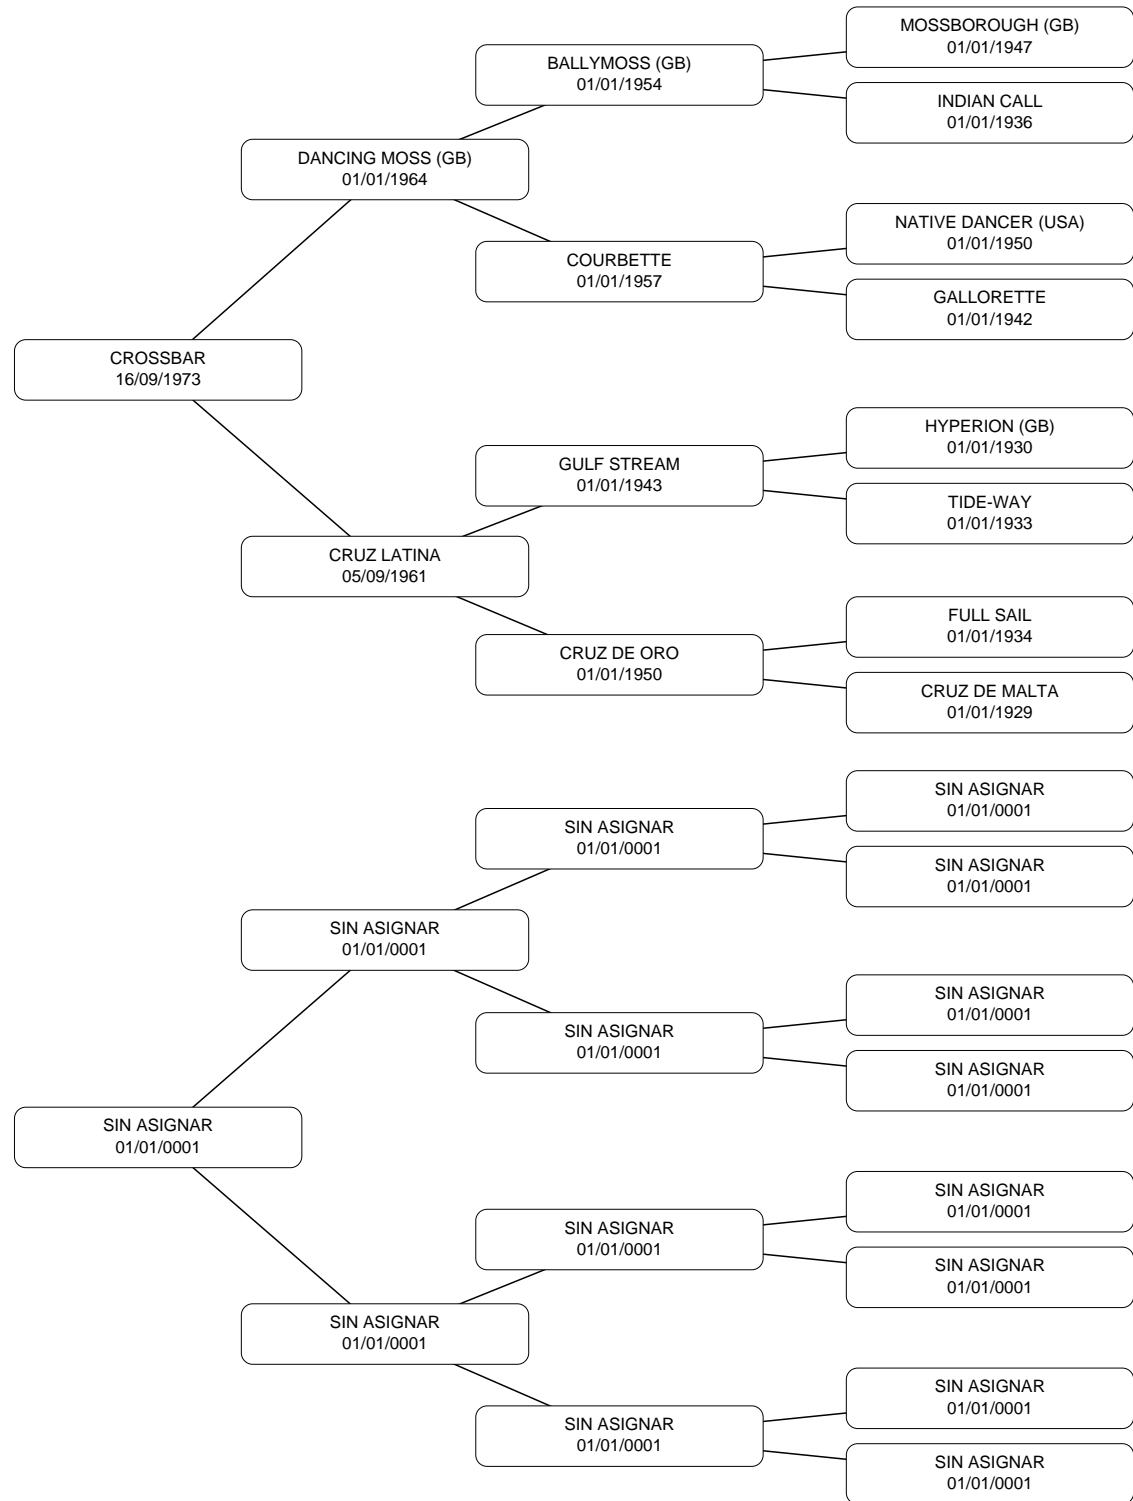 MOSSBOROUGH (GB)
01/01/1947
BALLYMOSS (GB)
01/01/1954
INDIAN CALL
01/01/1936
DANCING MOSS (GB)
01/01/1964
NATIVE DANCER (USA)
01/01/1950
COURBETTE
01/01/1957
GALLORETTE
01/01/1942
CROSSBAR
16/09/1973
HYPERION (GB)
01/01/1930
GULF STREAM
01/01/1943
TIDE-WAY
01/01/1933
CRUZ LATINA
05/09/1961
FULL SAIL
01/01/1934
CRUZ DE ORO
01/01/1950
CRUZ DE MALTA
01/01/1929
SIN ASIGNAR
01/01/0001
SIN ASIGNAR
01/01/0001
SIN ASIGNAR
01/01/0001
SIN ASIGNAR
01/01/0001
SIN ASIGNAR
01/01/0001
SIN ASIGNAR
01/01/0001
SIN ASIGNAR
01/01/0001
SIN ASIGNAR
01/01/0001
SIN ASIGNAR
01/01/0001
SIN ASIGNAR
01/01/0001
SIN ASIGNAR
01/01/0001
SIN ASIGNAR
01/01/0001
SIN ASIGNAR
01/01/0001
SIN ASIGNAR
01/01/0001
SIN ASIGNAR
01/01/0001